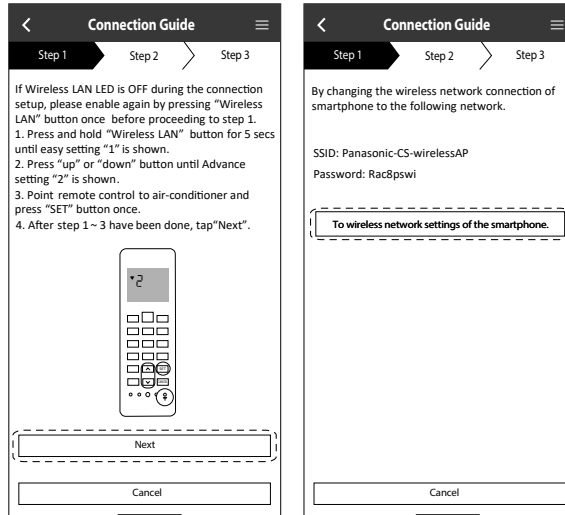 Connection Guide
Step 1
Step 2
Step 3
If Wireless LAN LED is OFF during the connection
setup, please enable again by pressing “Wireless
LAN” button once before proceeding to step 1.
1. Press and hold “Wireless LAN” button for 5 secs
until easy setting “1” is shown.
2. Press “up” or “down” button until Advance
setting “2” is shown.
3. Point remote control to air-conditioner and
press “SET” button once.
4. After step 1 ~ 3 have been done, tap“Next”.
2
Next
Cancel
Connection Guide
Step 1
Step 2
Step 3
By changing the wireless network connection of
smartphone to the following network.
SSID: Panasonic-CS-wirelessAP
Password: Rac8pswi
To wireless network settings of the smartphone.
Cancel